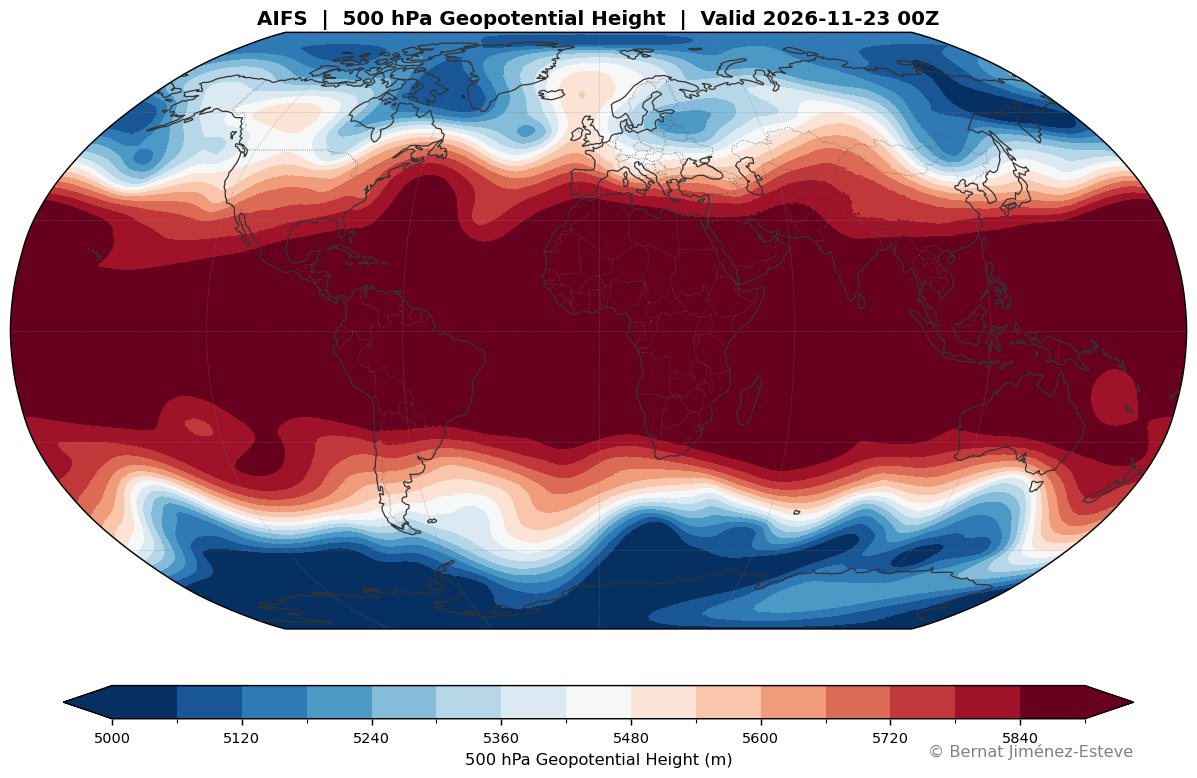 AIFS  |  500 hPa Geopotential Height  |  Valid 2026-11-23 00Z
5000 5120 5240 5360 5480 5600 5720 5840
500 hPa Geopotential Height (m)
© Bernat Jiménez-Esteve